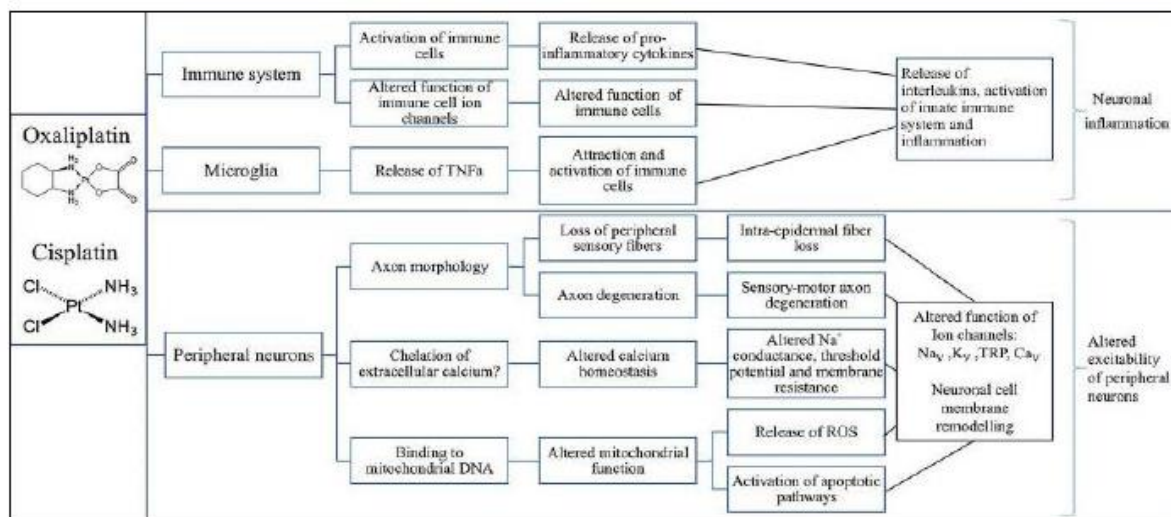 Oxaliplatin
H₂
N
Pt
N
H₂
O
O
O
O
Cisplatin
Cl
NH₃
Pt
Cl
NH₃
Immune system
Activation of immune
cells
Release of pro-
inflammatory cytokines
Altered function of
immune cell ion
channels
Altered function of
immune cells
Microglia
Release of TNFa
Attraction and
activation of immune
cells
Release of
interleukins, activation
of innate immune
system and
inflammation
Neuronal
inflammation
Peripheral neurons
Axon morphology
Loss of peripheral
sensory fibers
Intra-epidermal fiber
loss
Axon degeneration
Sensory-motor axon
degeneration
Chelation of
extracellular calcium?
Altered calcium
homeostasis
Altered Na⁺
conductance, threshold
potential and membrane
resistance
Binding to
mitochondrial DNA
Altered mitochondrial
function
Release of ROS
Activation of apoptotic
pathways
Altered function of
Ion channels:
Naᵥ ,Kᵥ ,TRP, Caᵥ
Neuronal cell
membrane
remodelling
Altered
excitability
of peripheral
neurons